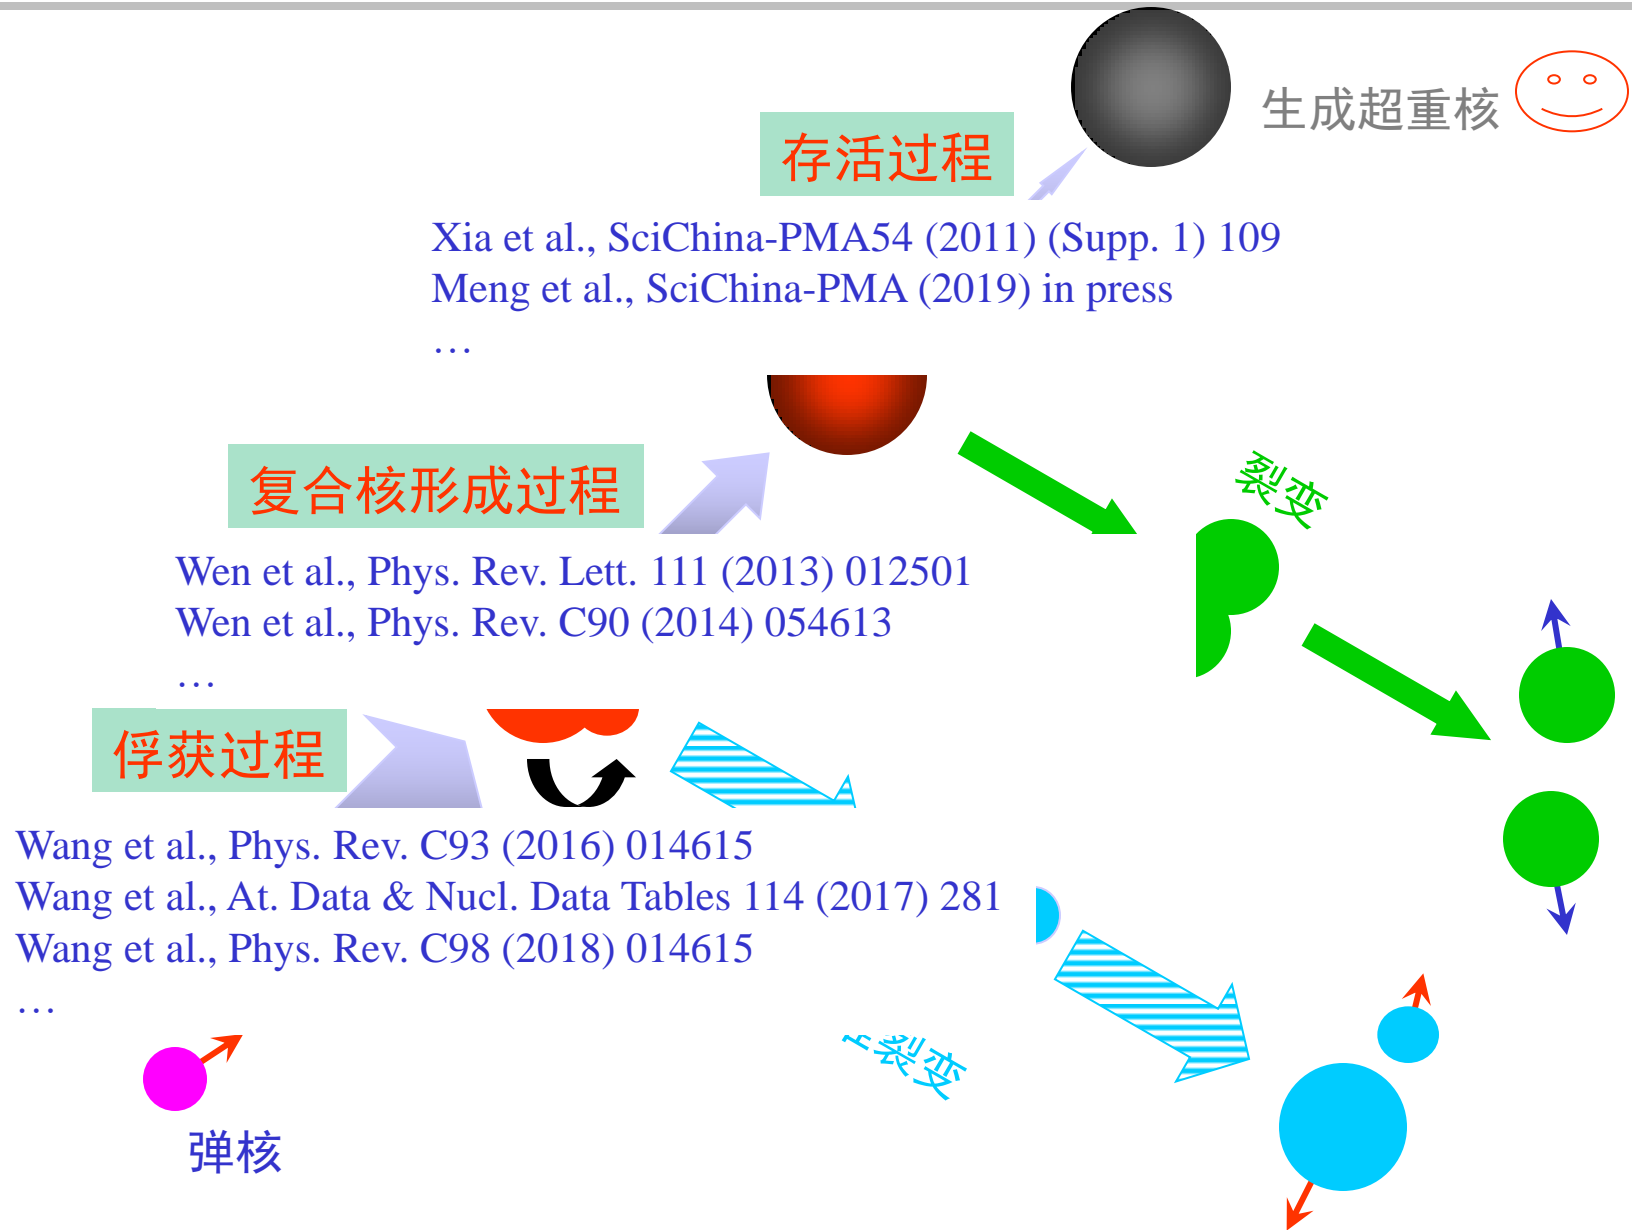 生成超重核
存活过程
Xia et al., SciChina-PMA54 (2011) (Supp. 1) 109
Meng et al., SciChina-PMA (2019) in press
…
复合核形成过程
裂变
Wen et al., Phys. Rev. Lett. 111 (2013) 012501
Wen et al., Phys. Rev. C90 (2014) 054613
…
俘获过程
Wang et al., Phys. Rev. C93 (2016) 014615
Wang et al., At. Data & Nucl. Data Tables 114 (2017) 281
Wang et al., Phys. Rev. C98 (2018) 014615
…
裂变
弹核